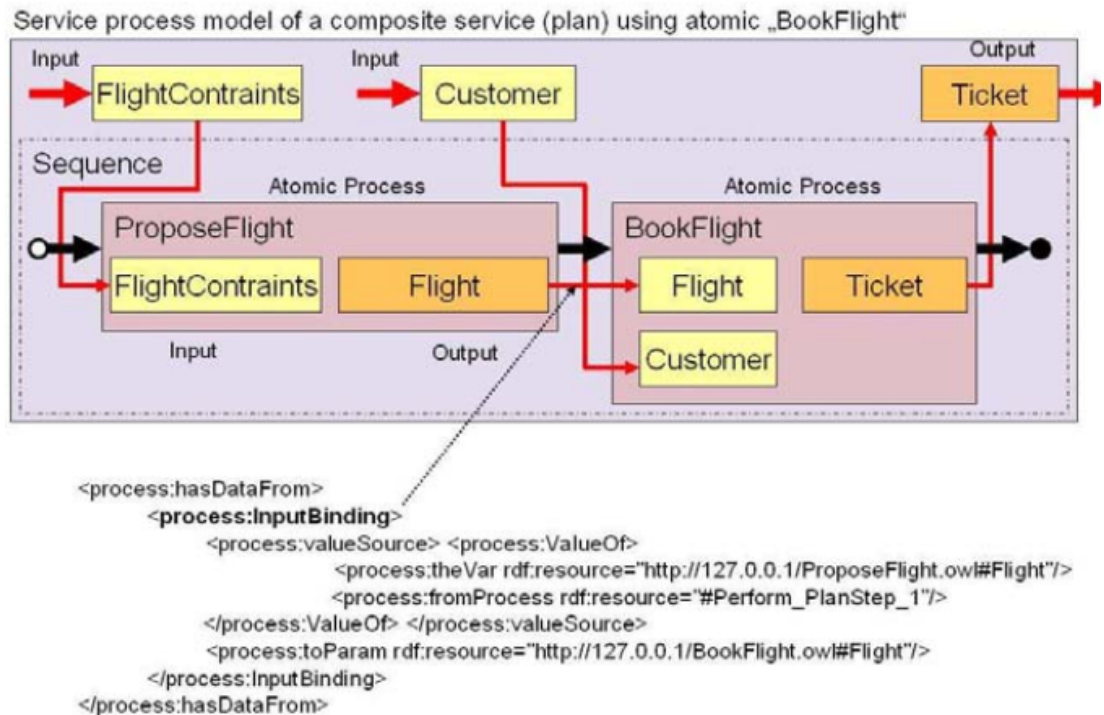 Service process model of a composite service (plan) using atomic „BookFlight“
Input
Input
Output
FlightContraints
Customer
Ticket
Sequence
Atomic Process
Atomic Process
ProposeFlight
BookFlight
FlightContraints
Flight
Flight
Ticket
Input
Output
Customer
<process:hasDataFrom>
<process:InputBinding>
<process:valueSource> <process:ValueOf>
<process:theVar rdf:resource="http://127.0.0.1/ProposeFlight.owl#Flight"/>
<process:fromProcess rdf:resource="#Perform_PlanStep_1"/>
</process:ValueOf> </process:valueSource>
<process:toParam rdf:resource="http://127.0.0.1/BookFlight.owl#Flight"/>
</process:InputBinding>
</process:hasDataFrom>